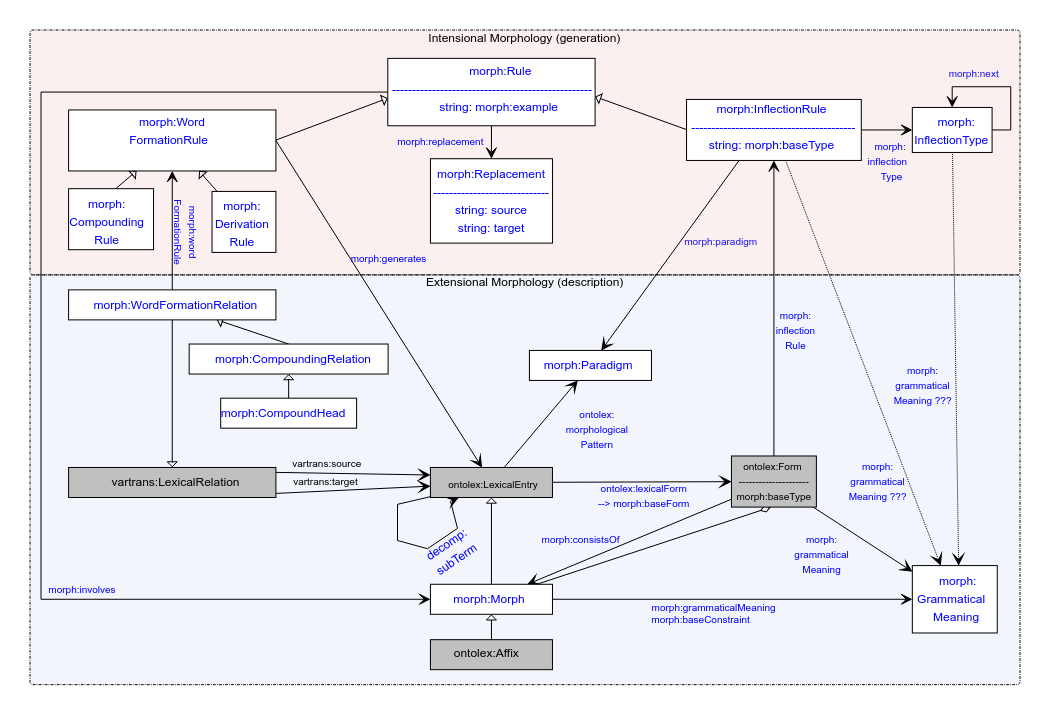 Intensional Morphology (generation)
morph:Rule
string: morph:example
morph:next
morph:Word
FormationRule
morph:InflectionRule
string: morph:baseType
morph:
InflectionType
morph:replacement
morph:
inflection
Type
morph:Replacement
string: source
string: target
morph:
Compounding
Rule
morph:word
FormationRule
morph:
Derivation
Rule
morph:paradigm
morph:generates
Extensional Morphology (description)
morph:WordFormationRelation
morph:
inflection
Rule
morph:CompoundingRelation
morph:Paradigm
morph:
grammatical
Meaning ???
morph:CompoundHead
ontolex:
morphological
Pattern
vartrans:LexicalRelation
vartrans:source
vartrans:target
ontolex:LexicalEntry
ontolex:Form
morph:baseType
morph:
grammatical
Meaning ???
ontolex:lexicalForm
--> morph:baseForm
decomp:
subTerm
morph:consistsOf
morph:
grammatical
Meaning
morph:involves
morph:Morph
morph:grammaticalMeaning
morph:baseConstraint
morph:
Grammatical
Meaning
ontolex:Affix